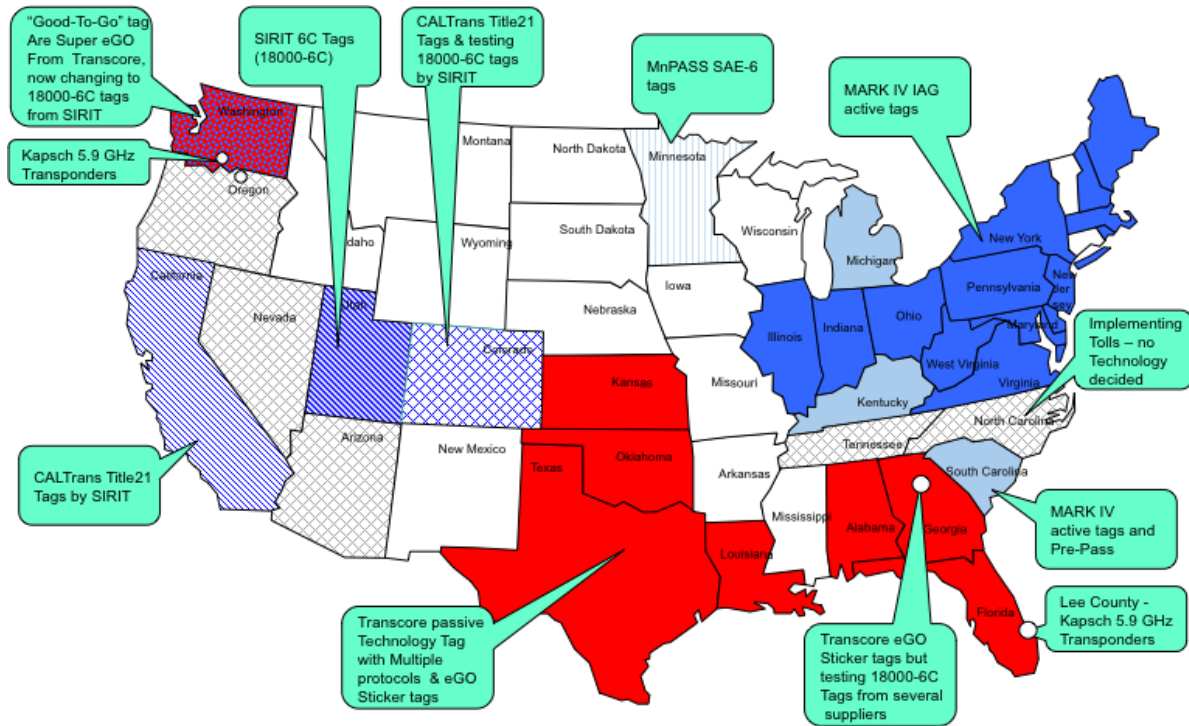 “Good-To-Go” tag
Are Super eGO
From Transcore,
now changing to
18000-6C tags
from SIRIT
SIRIT 6C Tags
(18000-6C)
CALTrans Title21
Tags & testing
18000-6C tags
by SIRIT
MnPASS SAE-6
tags
MARK IV IAG
active tags
Kapsch 5.9 GHz
Transponders
Washington
Oregon
Montana
North Dakota
Minnesota
Idaho
Wyoming
South Dakota
Wisconsin
Michigan
New York
California
Nevada
Utah
Colorado
Nebraska
Iowa
Illinois
Indiana
Ohio
Pennsylvania
New
Jer
sey
Maryland
West Virginia
Virginia
Implementing
Tolls – no
Technology
decided
Kansas
Missouri
Kentucky
Arizona
New Mexico
Texas
Oklahoma
Arkansas
Tennessee
North Carolina
South Carolina
Mississippi
Alabama
Georgia
Louisiana
Florida
CALTrans Title21
Tags by SIRIT
MARK IV
active tags and
Pre-Pass
Transcore passive
Technology Tag
with Multiple
protocols & eGO
Sticker tags
Transcore eGO
Sticker tags but
testing 18000-6C
Tags from several
suppliers
Lee County -
Kapsch 5.9 GHz
Transponders